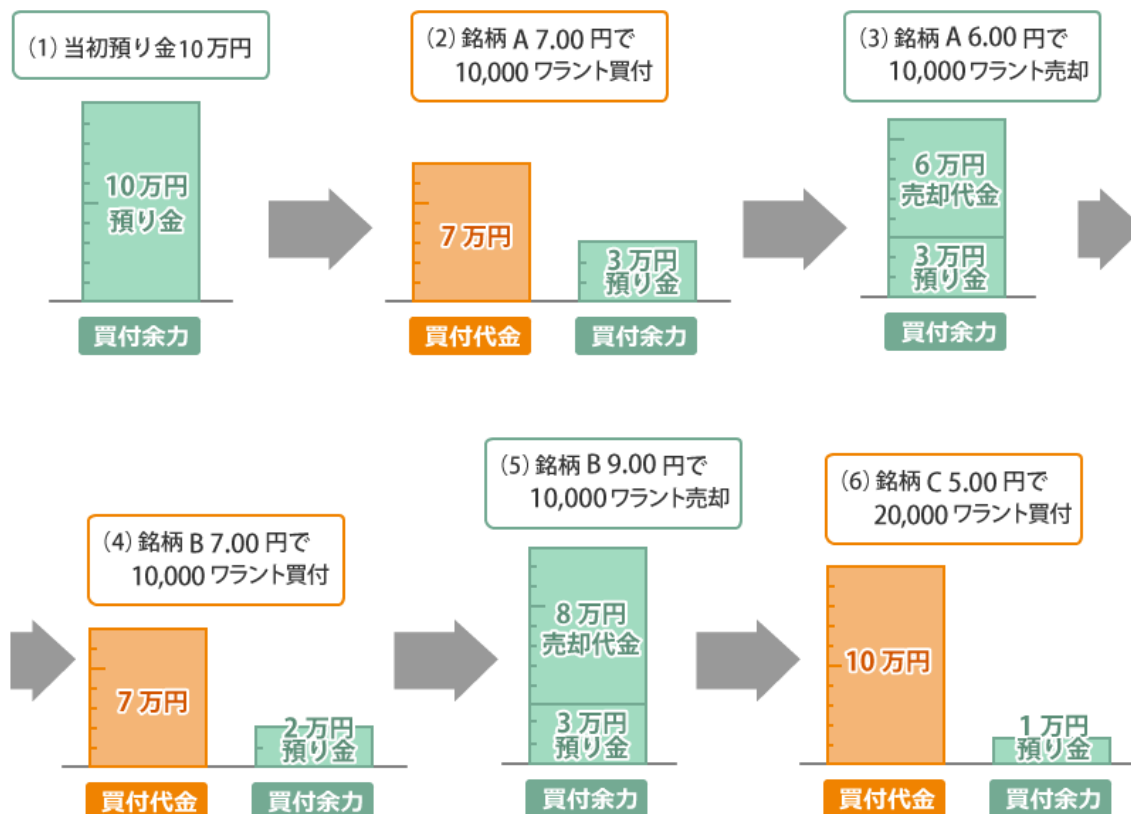 (1) 当初預り金10万円
10万円
預り金
買付余力
(2) 銘柄 A 7.00 円で
10,000 ワラント買付
7万円
買付代金
3万円
預り金
買付余力
(3) 銘柄 A 6.00 円で
10,000 ワラント売却
6万円
売却代金
3万円
預り金
買付余力
(4) 銘柄 B 7.00 円で
10,000 ワラント買付
7万円
買付代金
2万円
預り金
買付余力
(5) 銘柄 B 9.00 円で
10,000 ワラント売却
8万円
売却代金
3万円
預り金
買付余力
(6) 銘柄 C 5.00 円で
20,000 ワラント買付
10万円
買付代金
1万円
預り金
買付余力